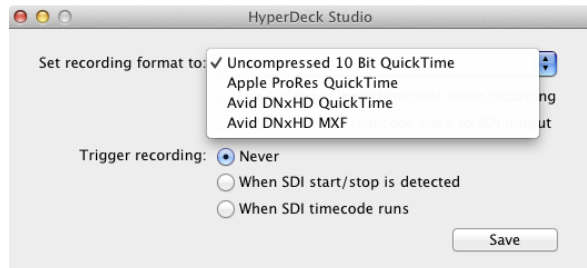 HyperDeck Studio
Set recording format to: ✓ Uncompressed 10 Bit QuickTime
Apple ProRes QuickTime
Avid DNxHD QuickTime
Avid DNxHD MXF
Trigger recording: Never
When SDI start/stop is detected
When SDI timecode runs
Save